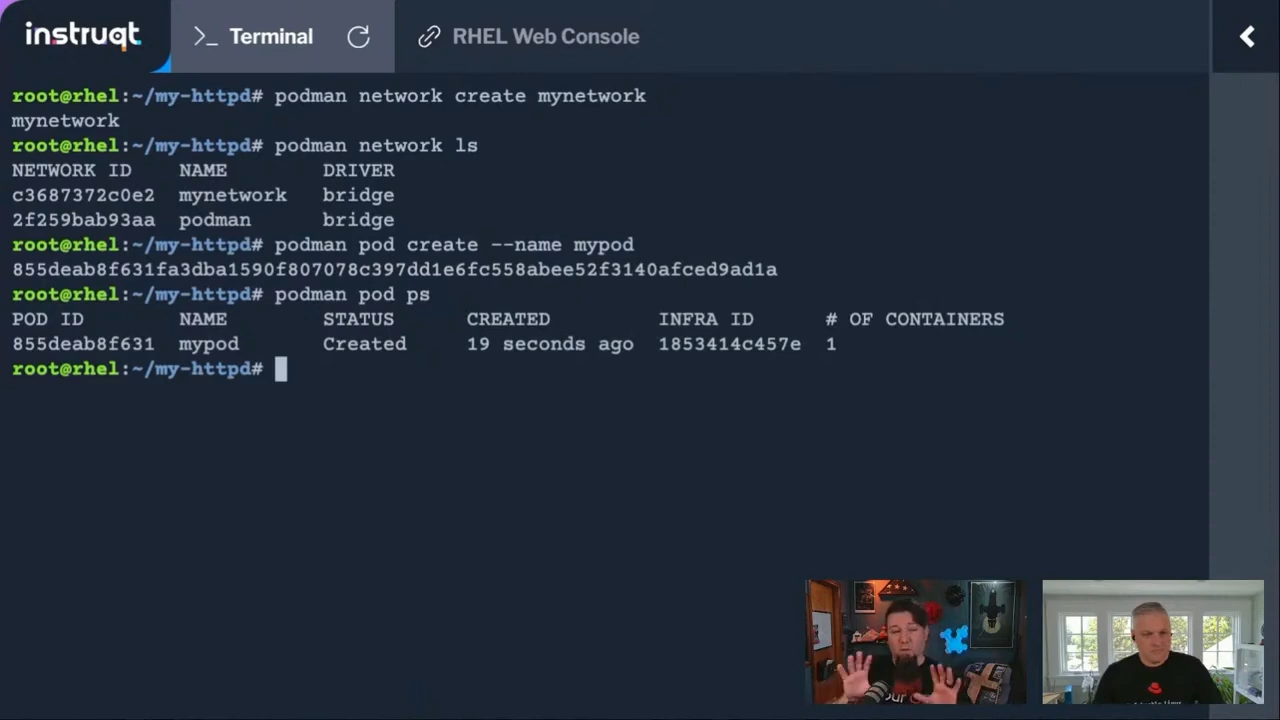 instruqt
>_ Terminal
RHEL Web Console
root@rhel:~/my-httpd# podman network create mynetwork
mynetwork
root@rhel:~/my-httpd# podman network ls
NETWORK ID NAME DRIVER
c3687372c0e2 mynetwork bridge
2f259bab93aa podman bridge
root@rhel:~/my-httpd# podman pod create --name mypod
855deab8f631fa3dba1590f807078c397dd1e6fc558abee52f3140afced9ad1a
root@rhel:~/my-httpd# podman pod ps
POD ID NAME STATUS CREATED INFRA ID # OF CONTAINERS
855deab8f631 mypod Created 19 seconds ago 1853414c457e 1
root@rhel:~/my-httpd#